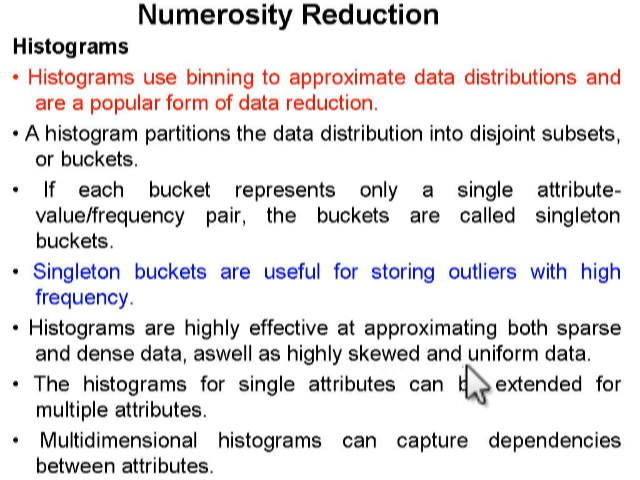 Numerosity Reduction
Histograms
• Histograms use binning to approximate data distributions and
are a popular form of data reduction.
• A histogram partitions the data distribution into disjoint subsets,
or buckets.
• If each bucket represents only a single attribute-
value/frequency pair, the buckets are called singleton
buckets.
• Singleton buckets are useful for storing outliers with high
frequency.
• Histograms are highly effective at approximating both sparse
and dense data, aswell as highly skewed and uniform data.
• The histograms for single attributes can extended for
multiple attributes.
• Multidimensional histograms can capture dependencies
between attributes.